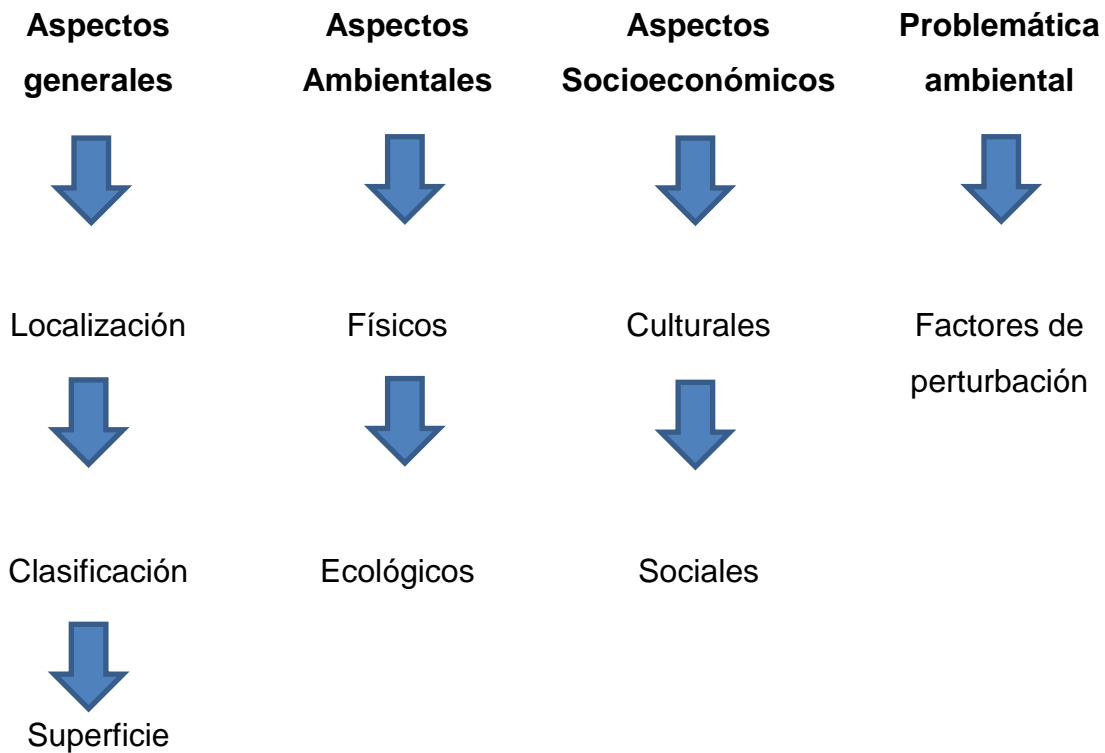 Aspectos
generales
Aspectos
Ambientales
Aspectos
Socioeconómicos
Problemática
ambiental
Localización
Físicos
Culturales
Factores de
perturbación
Clasificación
Ecológicos
Sociales
Superficie